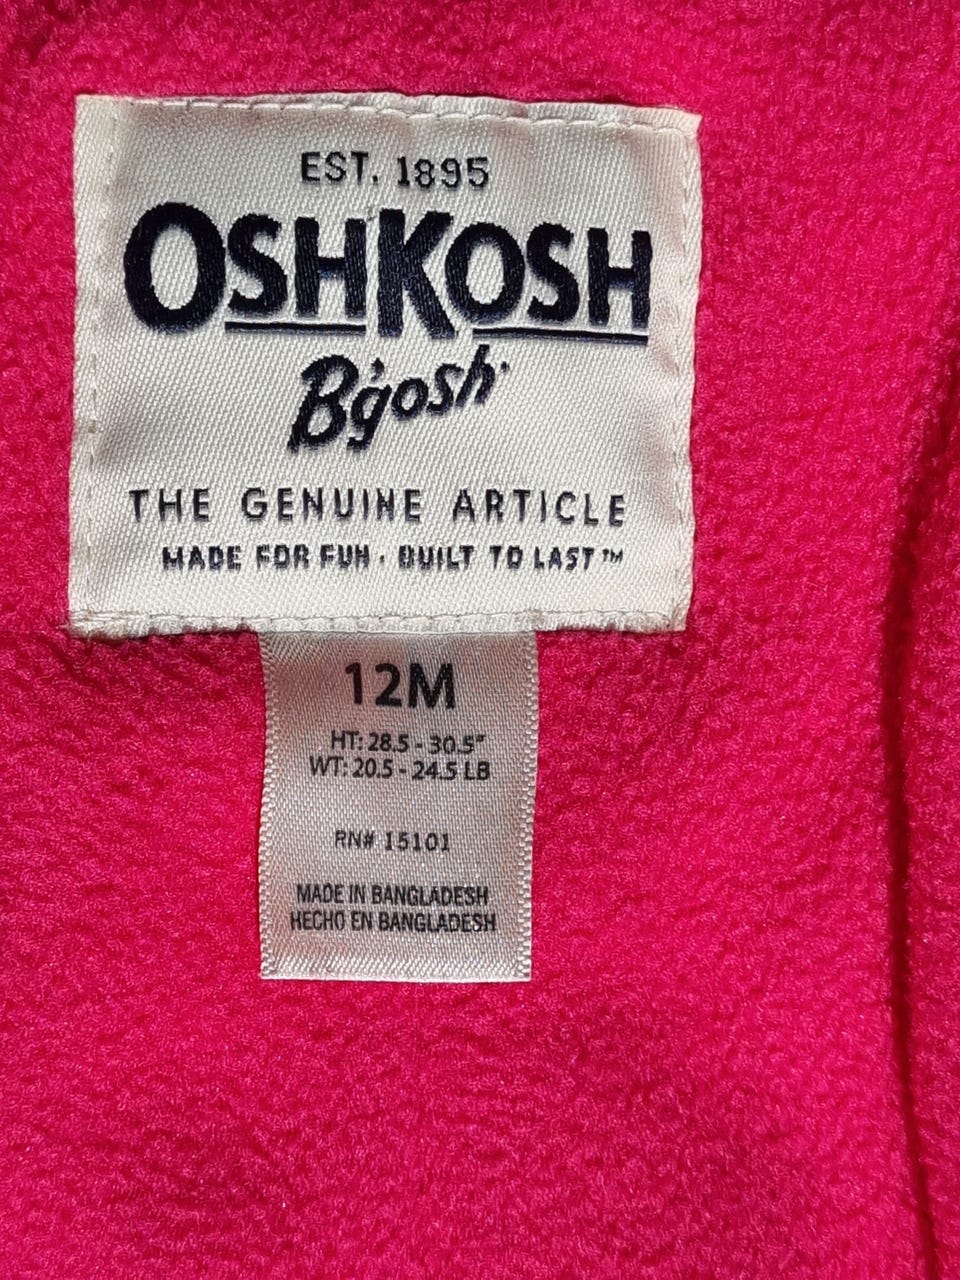 EST. 1895
OSHKOSH
B'gosh
THE GENUINE ARTICLE
MADE FOR FUN · BUILT TO LAST™
12M
HT: 28.5 - 30.5"
WT: 20.5 - 24.5 LB
RN# 15101
MADE IN BANGLADESH
HECHO EN BANGLADESH